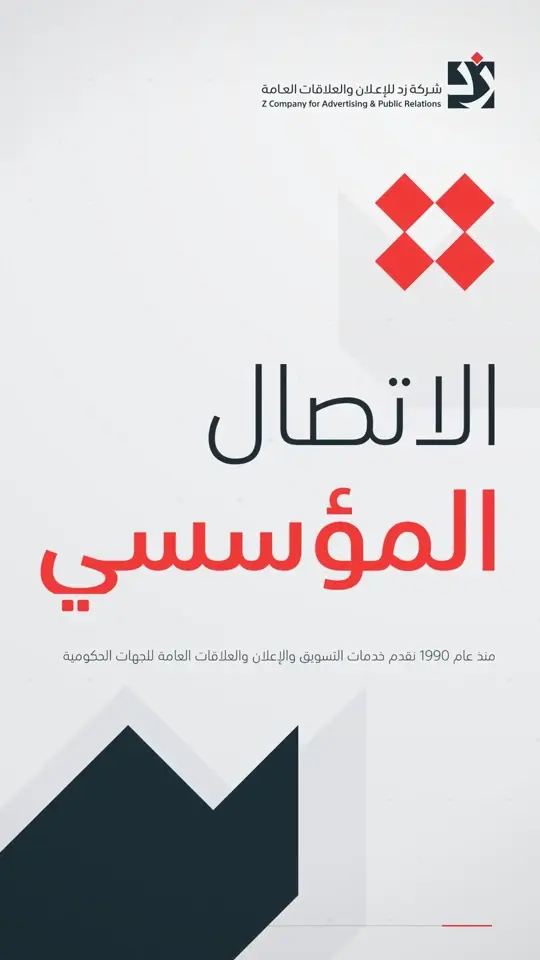 شركة زد للإعلان والعلاقات العامة
Z Company for Advertising & Public Relations
زد
الاتصال
المؤسسي
منذ عام 1990 نقدم خدمات التسويق والإعلان والعلاقات العامة للجهات الحكومية